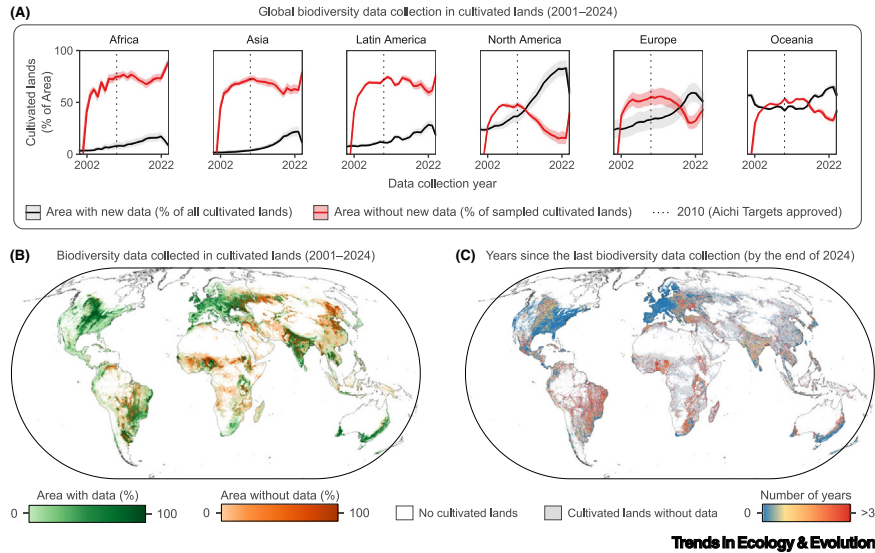 (A) Global biodiversity data collection in cultivated lands (2001–2024)
Africa Asia Latin America North America Europe Oceania
Cultivated lands
(% of Area)
100
50
0
2002 2022 2002 2022 2002 2022 2002 2022 2002 2022 2002 2022
Data collection year
Area with new data (% of all cultivated lands) Area without new data (% of sampled cultivated lands) 2010 (Aichi Targets approved)
(B) Biodiversity data collected in cultivated lands (2001–2024)
(C) Years since the last biodiversity data collection (by the end of 2024)
Area with data (%)
0 100
Area without data (%)
0 100
No cultivated lands
Cultivated lands without data
Number of years
0 >3
Trends in Ecology & Evolution